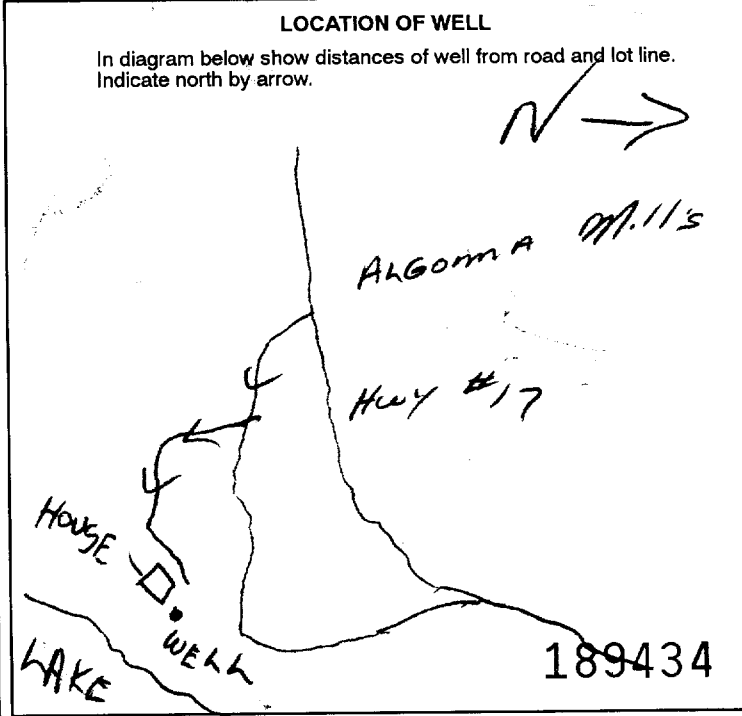 LOCATION OF WELL
In diagram below show distances of well from road and lot line.
Indicate north by arrow.
N
ALGOMA Mill's
Hwy #17
HOUSE
WELL
LAKE
189434